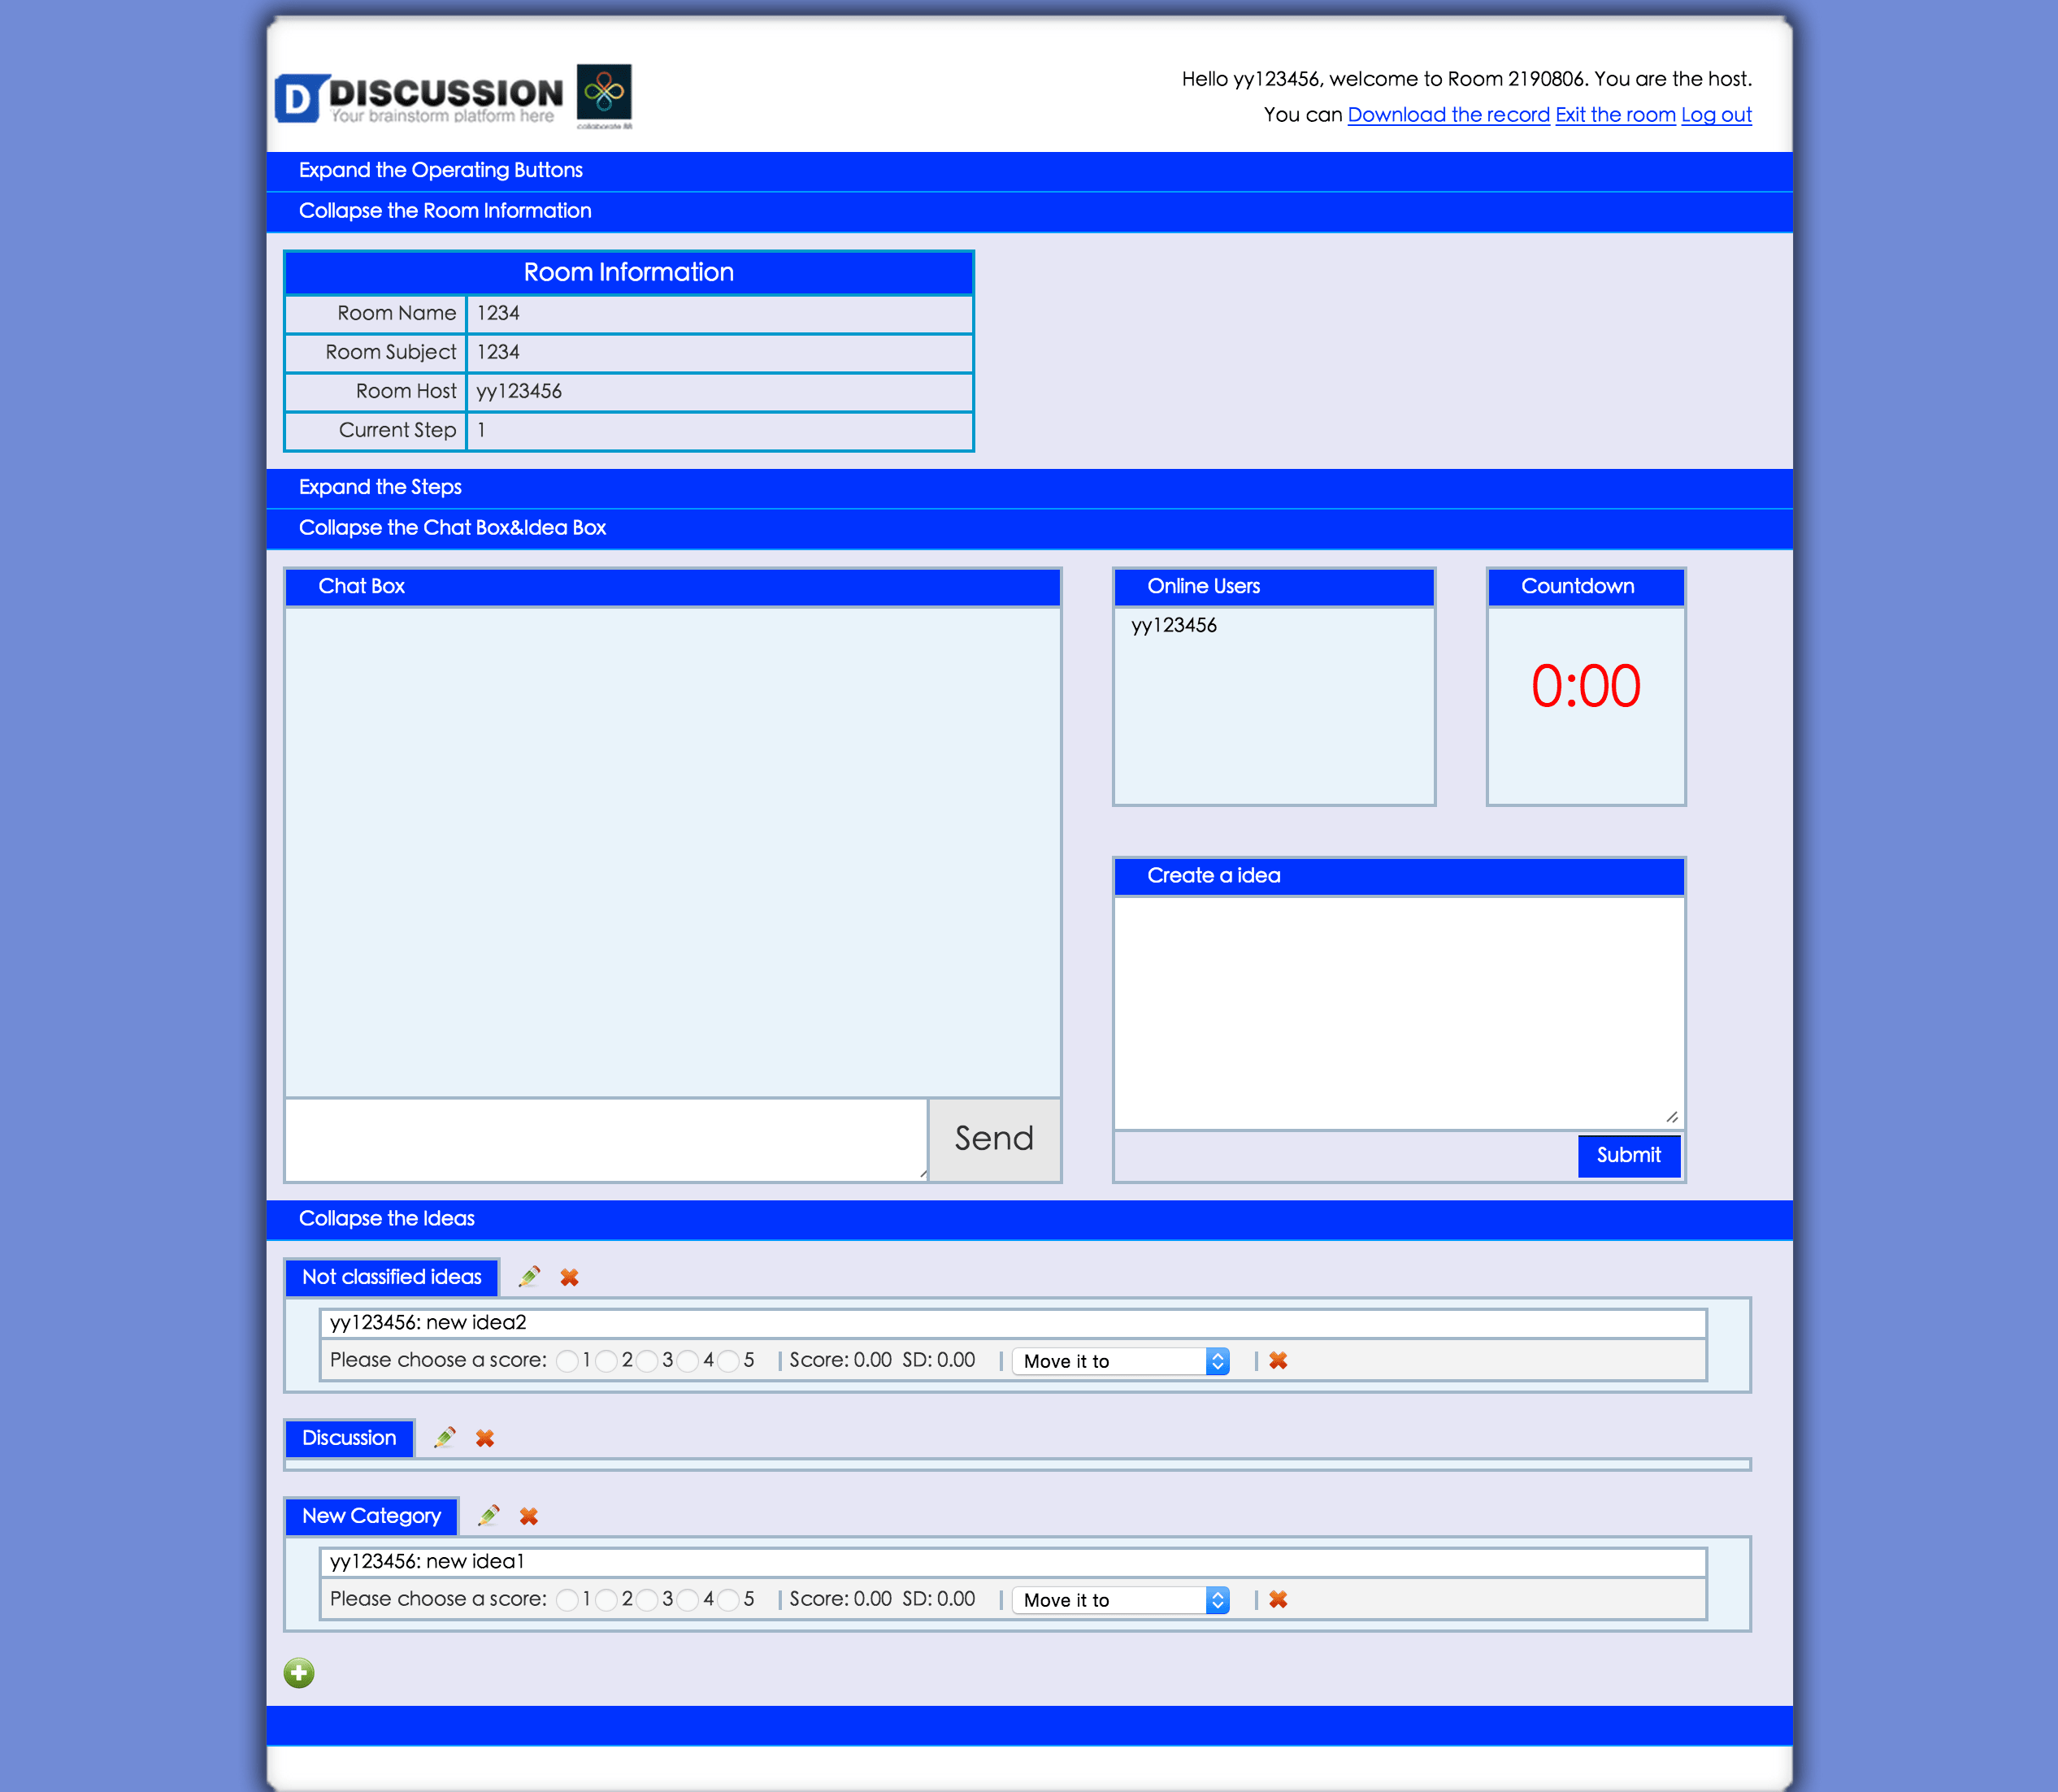 D DISCUSSION
Your brainstorm platform here
Hello yy123456, welcome to Room 2190806. You are the host.
You can Download the record Exit the room Log out
Expand the Operating Buttons
Collapse the Room Information
Room Information
Room Name 1234
Room Subject 1234
Room Host yy123456
Current Step 1
Expand the Steps
Collapse the Chat Box&Idea Box
Chat Box
Online Users
Countdown
yy123456
0:00
Create a idea
Send
Submit
Collapse the Ideas
Not classified ideas
yy123456: new idea2
Please choose a score: 1 2 3 4 5 | Score: 0.00 SD: 0.00 | Move it to |
Discussion
New Category
yy123456: new idea1
Please choose a score: 1 2 3 4 5 | Score: 0.00 SD: 0.00 | Move it to |